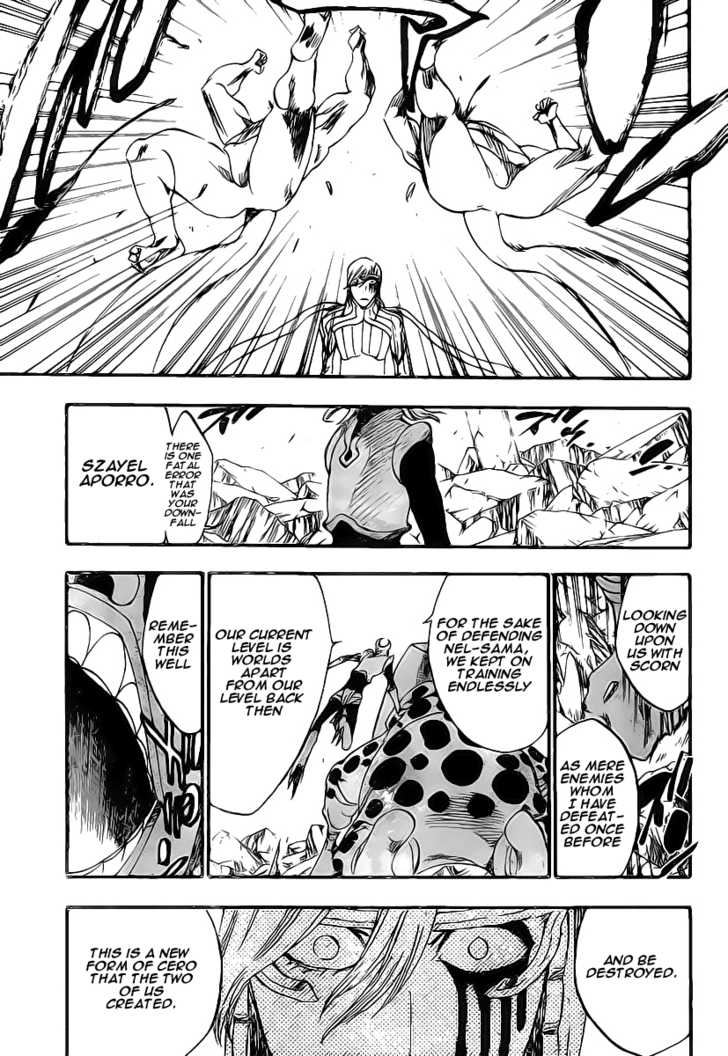 THERE
IS ONE
FATAL
ERROR
THAT
WAS
YOUR
DOWN-
FALL
SZAYEL
APORRO.
LOOKING
DOWN
UPON
US WITH
SCORN
AS MERE
ENEMIES
WHOM
I HAVE
DEFEAT-
ED ONCE
BEFORE
FOR THE SAKE
OF DEFENDING
NEL-SAMA,
WE KEPT ON
TRAINING
ENDLESSLY
OUR CURRENT
LEVEL IS
WORLDS
APART
FROM OUR
LEVEL BACK
THEN
REME-
MBER
THIS
WELL
AND BE
DESTROYED.
THIS IS A NEW
FORM OF CERO
THAT THE TWO
OF US
CREATED.